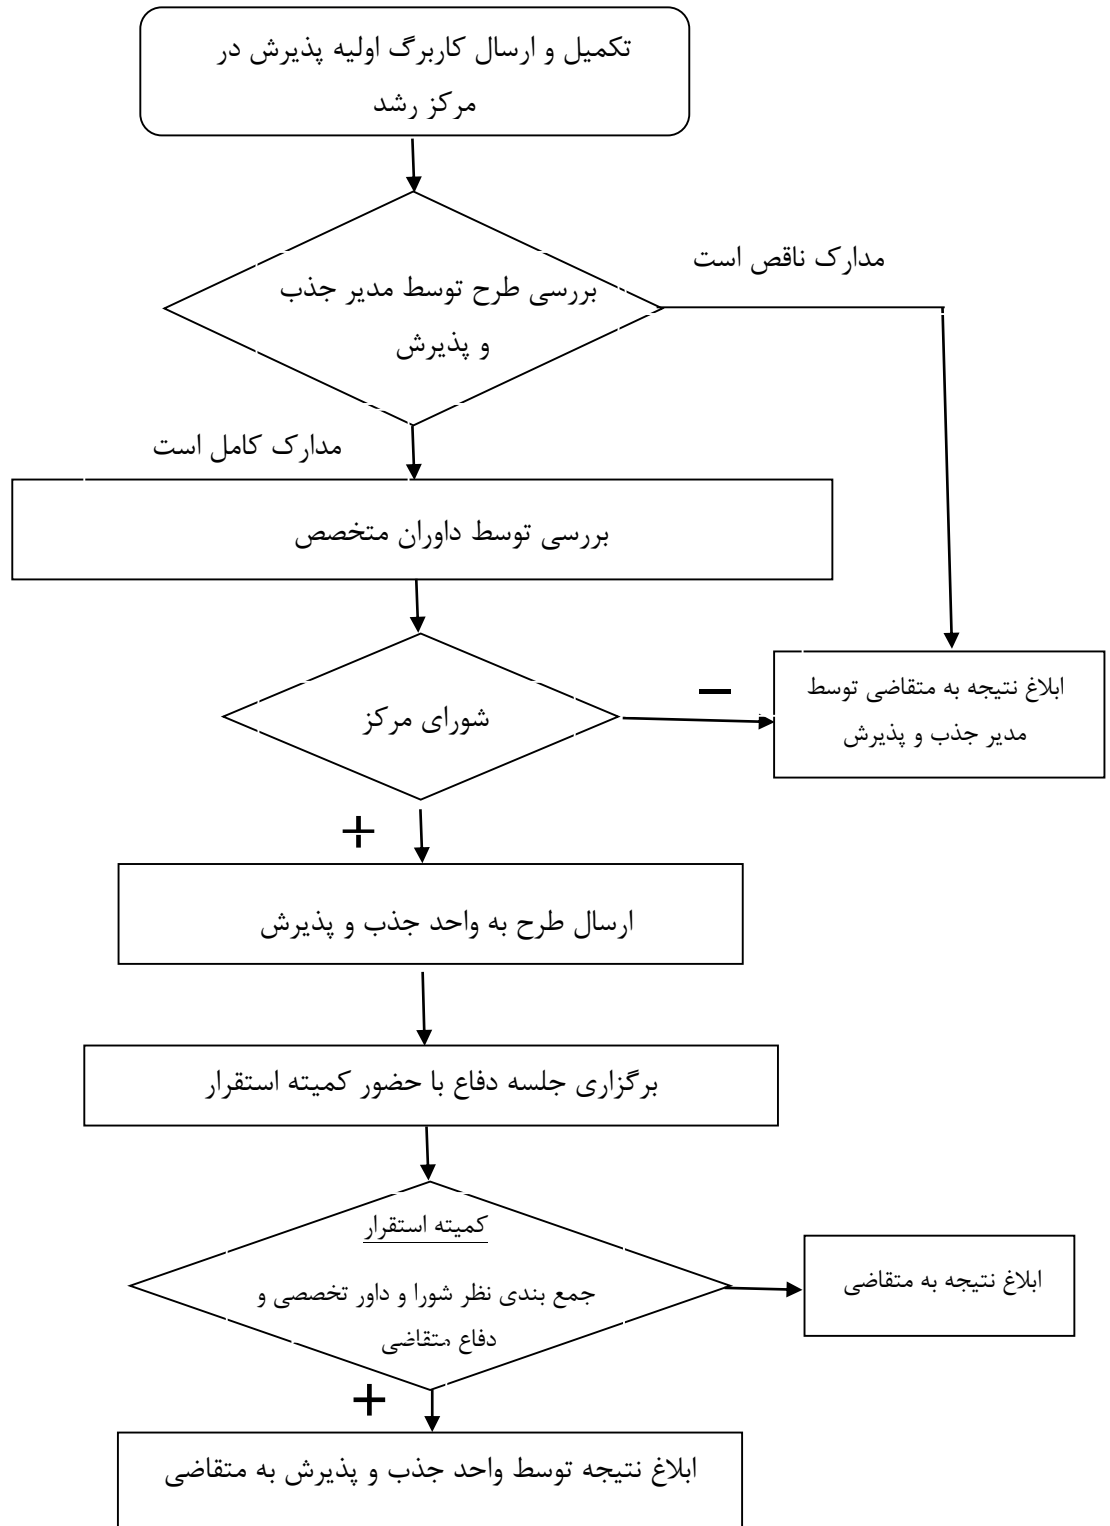 تکمیل و ارسال کاربرگ اولیه پذیرش در
مرکز رشد
مدارک ناقص است
بررسی طرح توسط مدیر جذب
و پذیرش
مدارک کامل است
بررسی توسط داوران متخصص
ابلاغ نتیجه به متقاضی توسط
مدیر جذب و پذیرش
–
شورای مرکز
+
ارسال طرح به واحد جذب و پذیرش
برگزاری جلسه دفاع با حضور کمیته استقرار
کمیته استقرار
جمع بندی نظر شورا و داور تخصصی و
دفاع متقاضی
ابلاغ نتیجه به متقاضی
+
ابلاغ نتیجه توسط واحد جذب و پذیرش به متقاضی